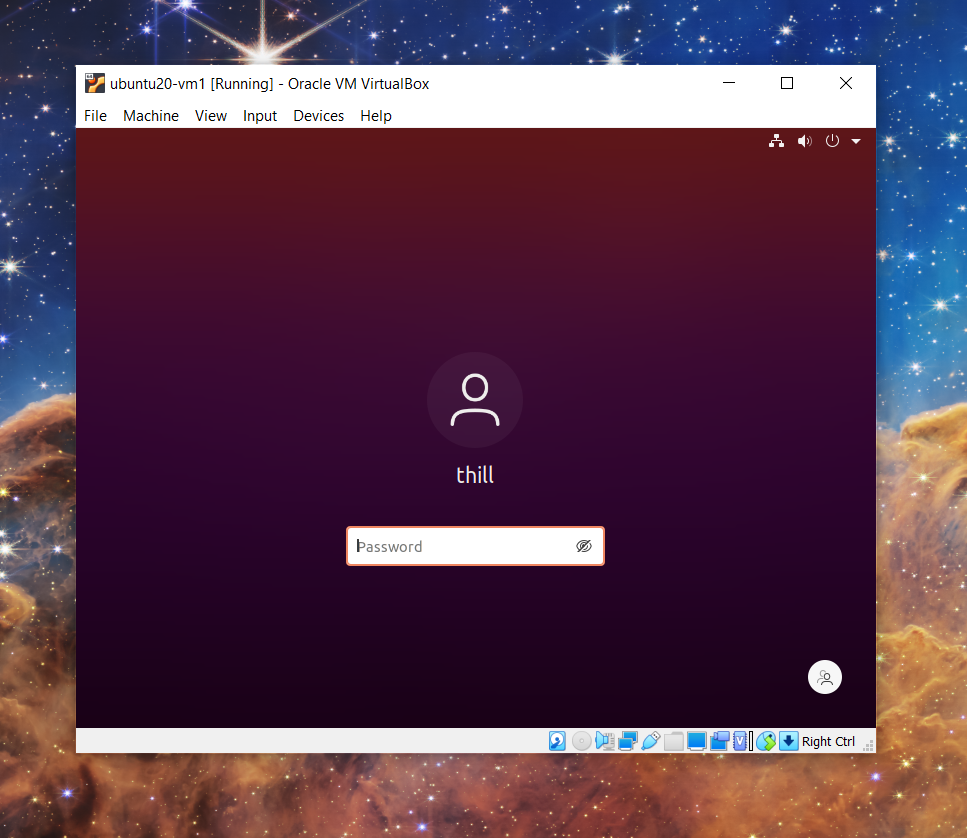 ubuntu20-vm1 [Running] - Oracle VM VirtualBox
File Machine View Input Devices Help
thill
Password
Right Ctrl